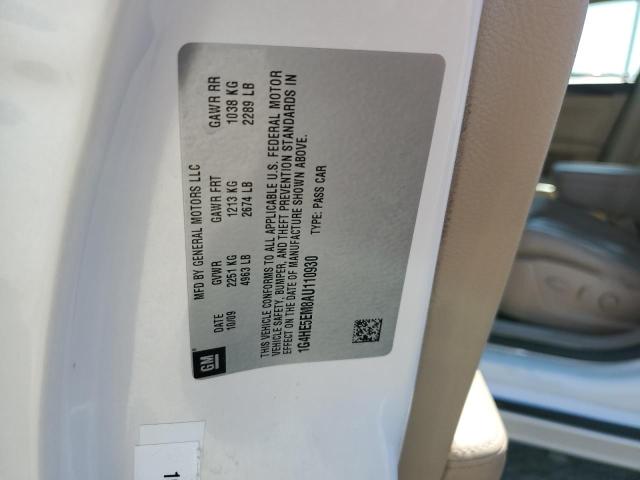 GM
MFD BY GENERAL MOTORS LLC
DATE GVWR GAWR FRT GAWR RR
10/09 2251 KG 1213 KG 1038 KG
4963 LB 2674 LB 2289 LB
THIS VEHICLE CONFORMS TO ALL APPLICABLE U.S. FEDERAL MOTOR
VEHICLE SAFETY, BUMPER, AND THEFT PREVENTION STANDARDS IN
EFFECT ON THE DATE OF MANUFACTURE SHOWN ABOVE.
1G4HE5EM8AU110930 TYPE: PASS CAR